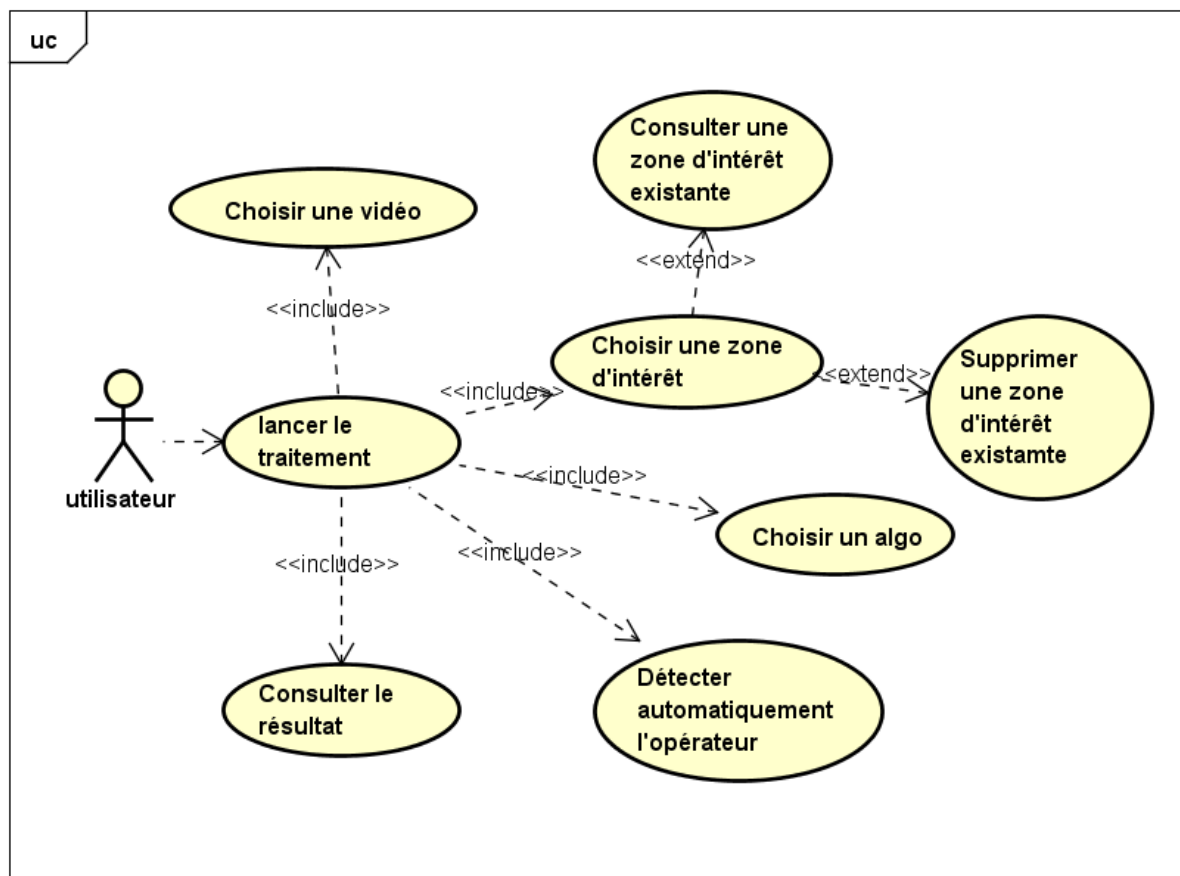 uc
Consulter une
zone d'intérêt
existante
Choisir une vidéo
<<extend>>
<<include>>
Choisir une zone
d'intérêt
Supprimer
une zone
d'intérêt
existamte
<<extend>>
<<include>>
lancer le
traitement
utilisateur
<<include>>
Choisir un algo
<<include>>
<<include>>
Consulter le
résultat
Détecter
automatiquement
l'opérateur